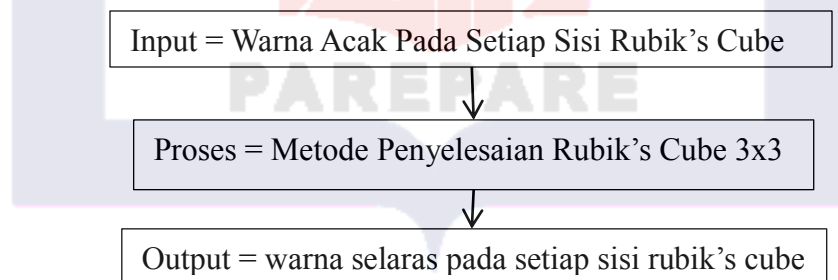 Input = Warna Acak Pada Setiap Sisi Rubik's Cube
PAREPARE
Proses = Metode Penyelesaian Rubik's Cube 3x3
Output = warna selaras pada setiap sisi rubik's cube